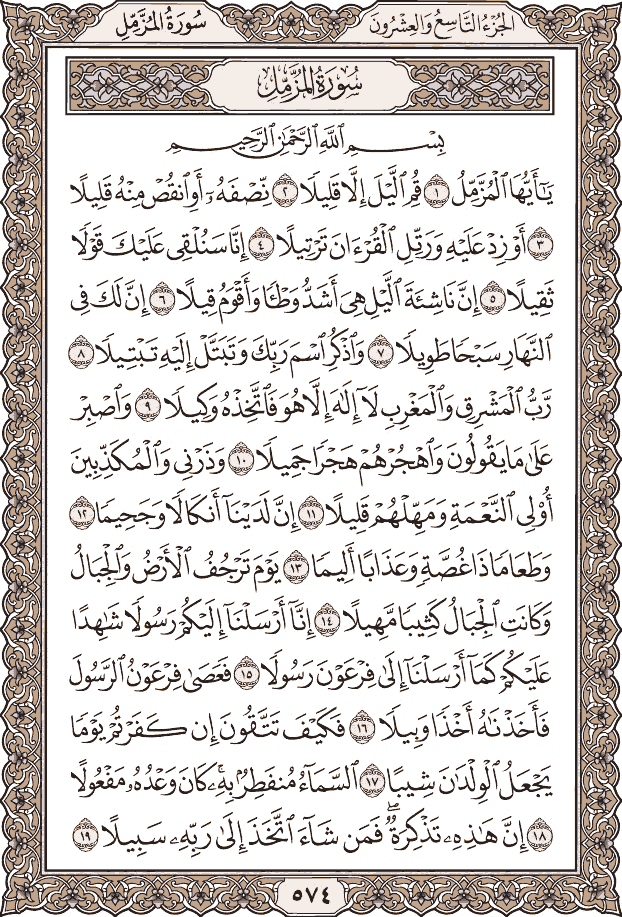 الجُزْءُ التَّاسِعُ وَالعِشْرُونَ
سُورَةُ المُزَّمِّلِ
سُورَةُ المُزَّمِّلِ
بِسْمِ اللَّهِ الرَّحْمَٰنِ الرَّحِيمِ
يَٰٓأَيُّهَا ٱلْمُزَّمِّلُ ١ قُمِ ٱلَّيْلَ إِلَّا قَلِيلًا ٢ نِّصْفَهُۥٓ أَوِ ٱنقُصْ مِنْهُ قَلِيلًا
٣ أَوْ زِدْ عَلَيْهِ وَرَتِّلِ ٱلْقُرْءَانَ تَرْتِيلًا ٤ إِنَّا سَنُلْقِى عَلَيْكَ قَوْلًا
ثَقِيلًا ٥ إِنَّ نَاشِئَةَ ٱلَّيْلِ هِىَ أَشَدُّ وَطْـًٔا وَأَقْوَمُ قِيلًا ٦ إِنَّ لَكَ فِى
ٱلنَّهَارِ سَبْحًا طَوِيلًا ٧ وَٱذْكُرِ ٱسْمَ رَبِّكَ وَتَبَتَّلْ إِلَيْهِ تَبْتِيلًا ٨
رَّبُّ ٱلْمَشْرِقِ وَٱلْمَغْرِبِ لَآ إِلَٰهَ إِلَّا هُوَ فَٱتَّخِذْهُ وَكِيلًا ٩ وَٱصْبِرْ
عَلَىٰ مَا يَقُولُونَ وَٱهْجُرْهُمْ هَجْرًا جَمِيلًا ١٠ وَذَرْنِى وَٱلْمُكَذِّبِينَ
أُو۟لِى ٱلنَّعْمَةِ وَمَهِّلْهُمْ قَلِيلًا ١١ إِنَّ لَدَيْنَآ أَنكَالًا وَجَحِيمًا ١٢
وَطَعَامًا ذَا غُصَّةٍ وَعَذَابًا أَلِيمًا ١٣ يَوْمَ تَرْجُفُ ٱلْأَرْضُ وَٱلْجِبَالُ
وَكَانَتِ ٱلْجِبَالُ كَثِيبًا مَّهِيلًا ١٤ إِنَّآ أَرْسَلْنَآ إِلَيْكُمْ رَسُولًا شَٰهِدًا
عَلَيْكُمْ كَمَآ أَرْسَلْنَآ إِلَىٰ فِرْعَوْنَ رَسُولًا ١٥ فَعَصَىٰ فِرْعَوْنُ ٱلرَّسُولَ
فَأَخَذْنَٰهُ أَخْذًا وَبِيلًا ١٦ فَكَيْفَ تَتَّقُونَ إِن كَفَرْتُمْ يَوْمًا
يَجْعَلُ ٱلْوِلْدَٰنَ شِيبًا ١٧ ٱلسَّمَآءُ مُنفَطِرٌۢ بِهِۦ ۚ كَانَ وَعْدُهُۥ مَفْعُولًا
١٨ إِنَّ هَٰذِهِۦ تَذْكِرَةٌ ۖ فَمَن شَآءَ ٱتَّخَذَ إِلَىٰ رَبِّهِۦ سَبِيلًا ١٩
٥٧٤